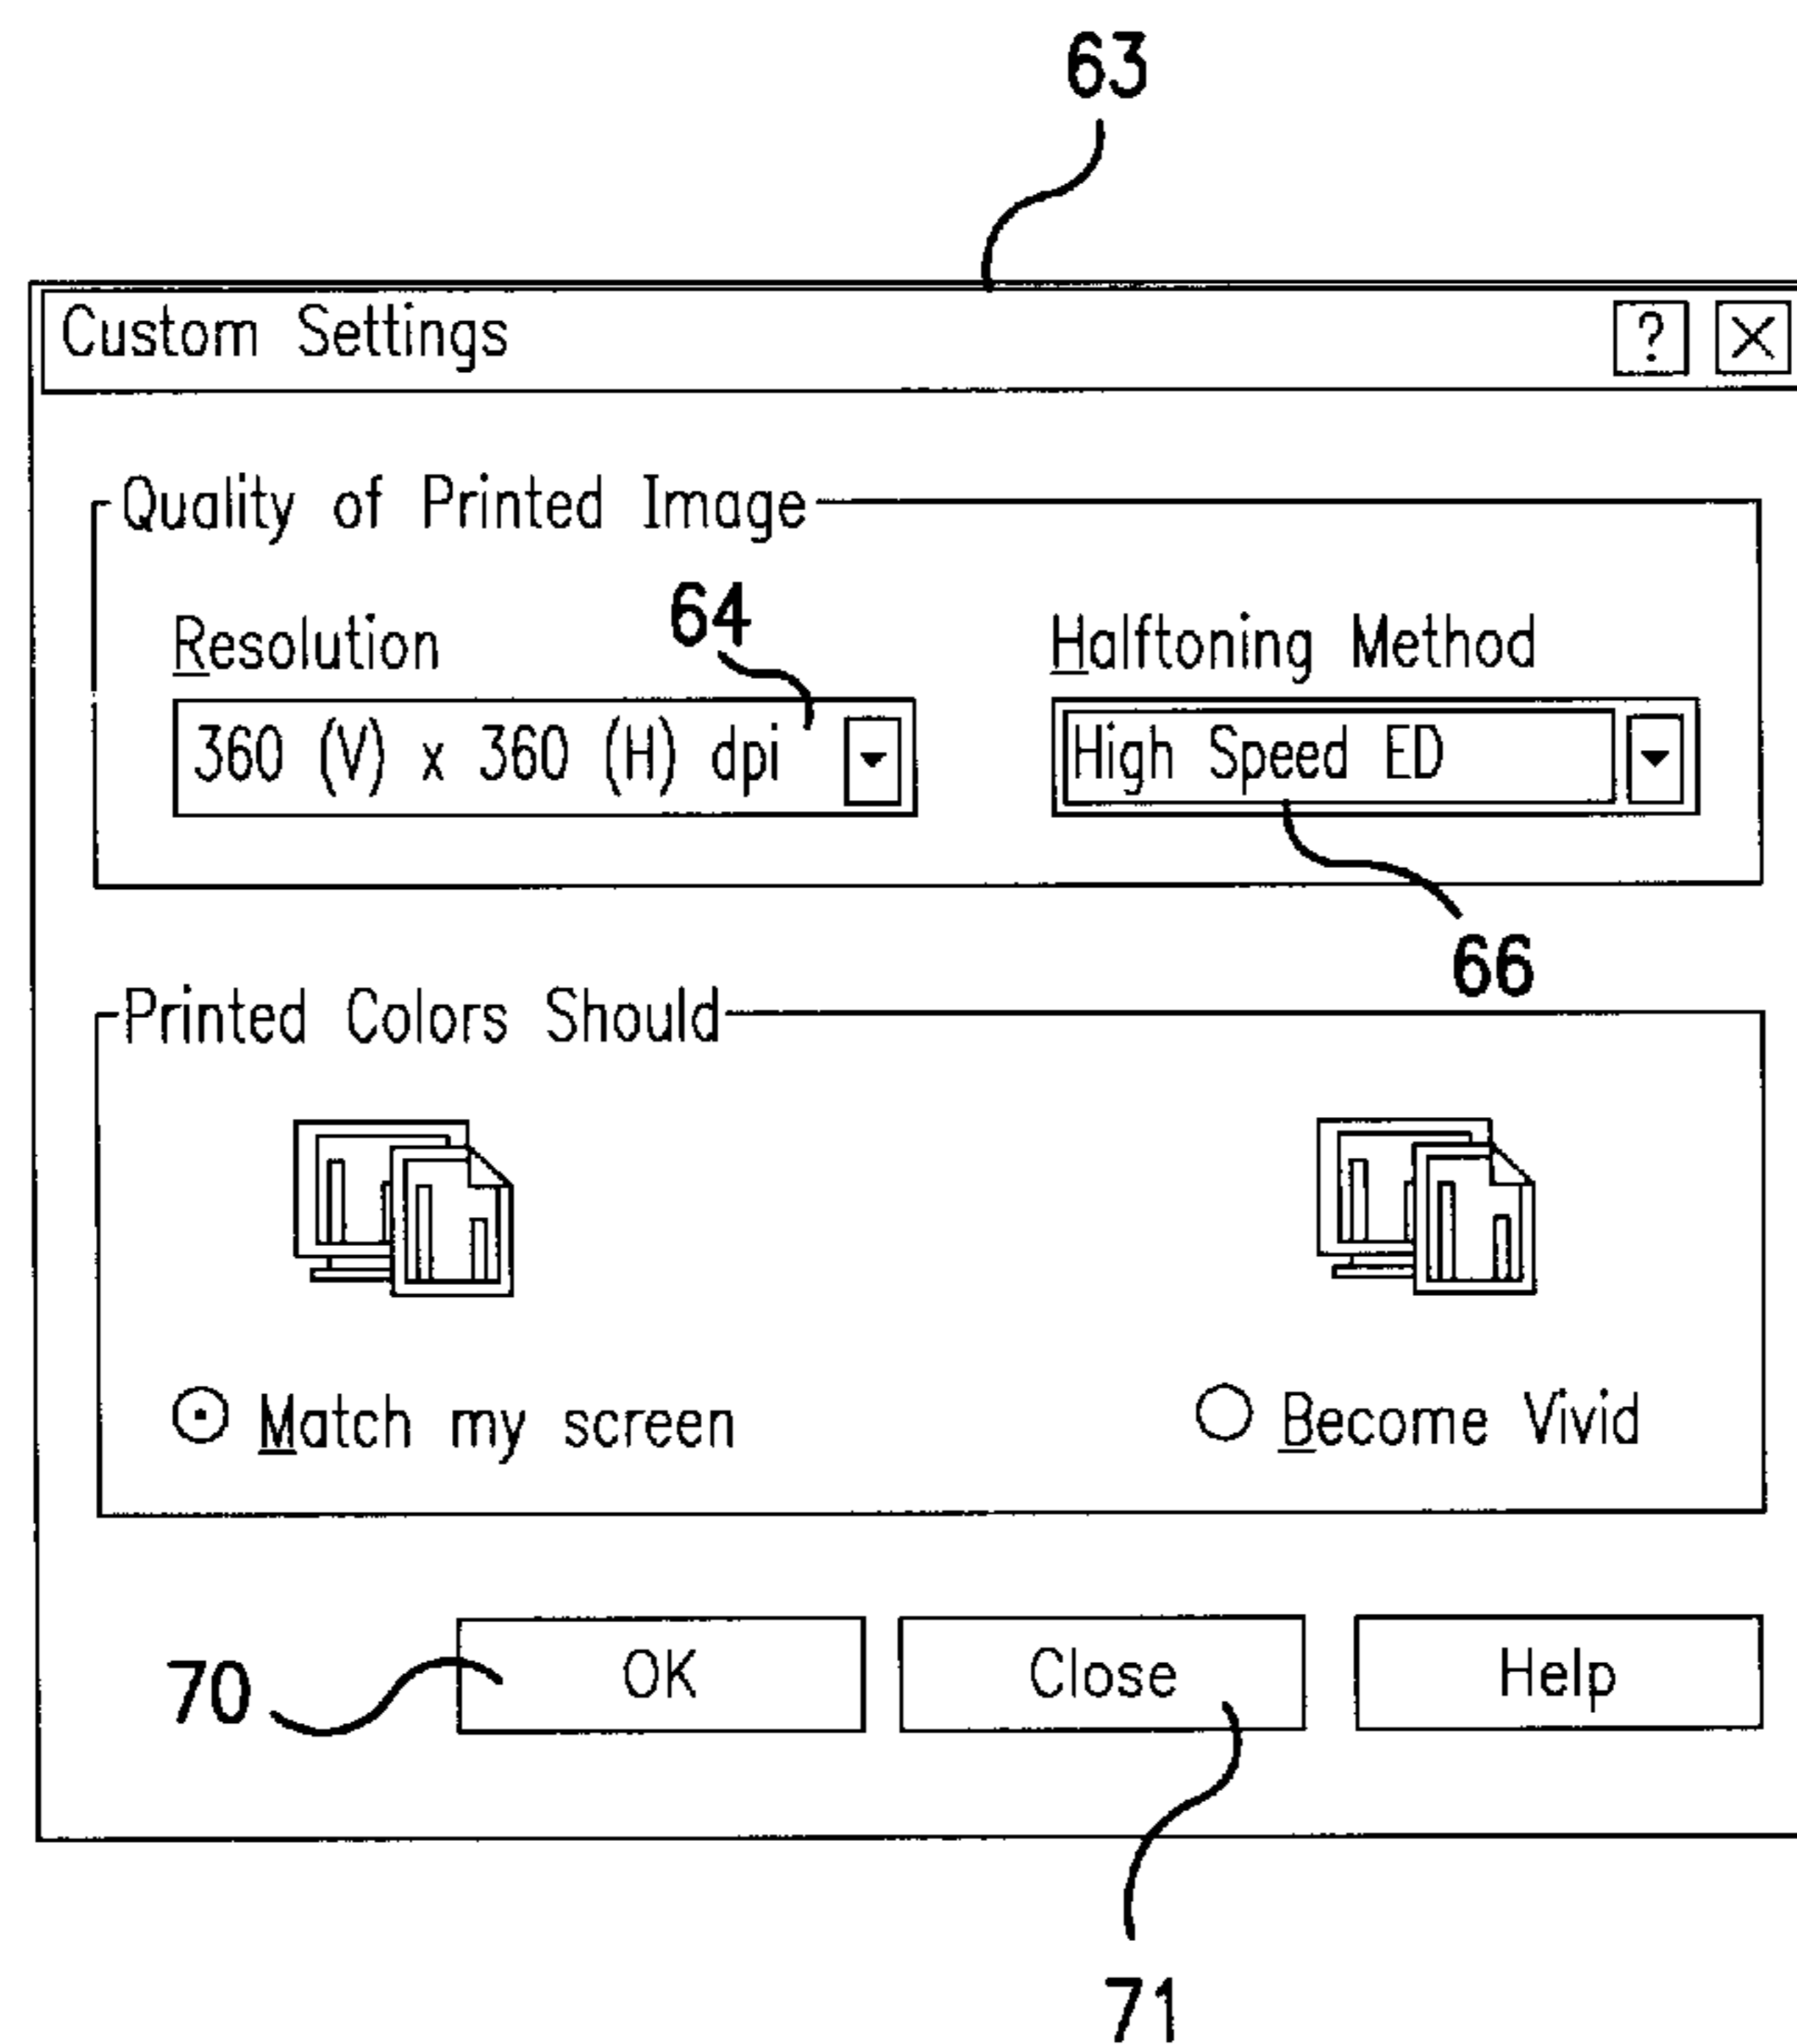 63
Custom Settings ? X
Quality of Printed Image
Resolution 64 Halftoning Method
360 (V) x 360 (H) dpi High Speed ED
66
Printed Colors Should
Match my screen Become Vivid
70 OK Close Help
71